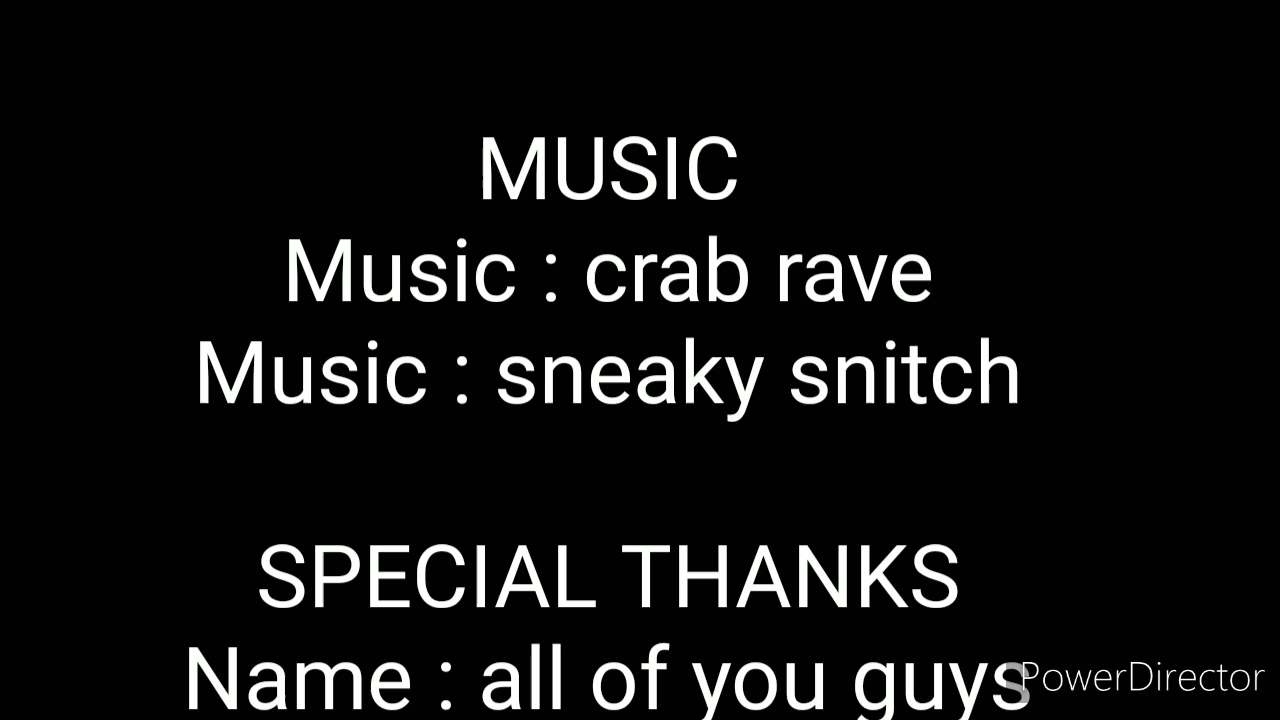 MUSIC
Music : crab rave
Music : sneaky snitch
SPECIAL THANKS
Name : all of you guys
PowerDirector